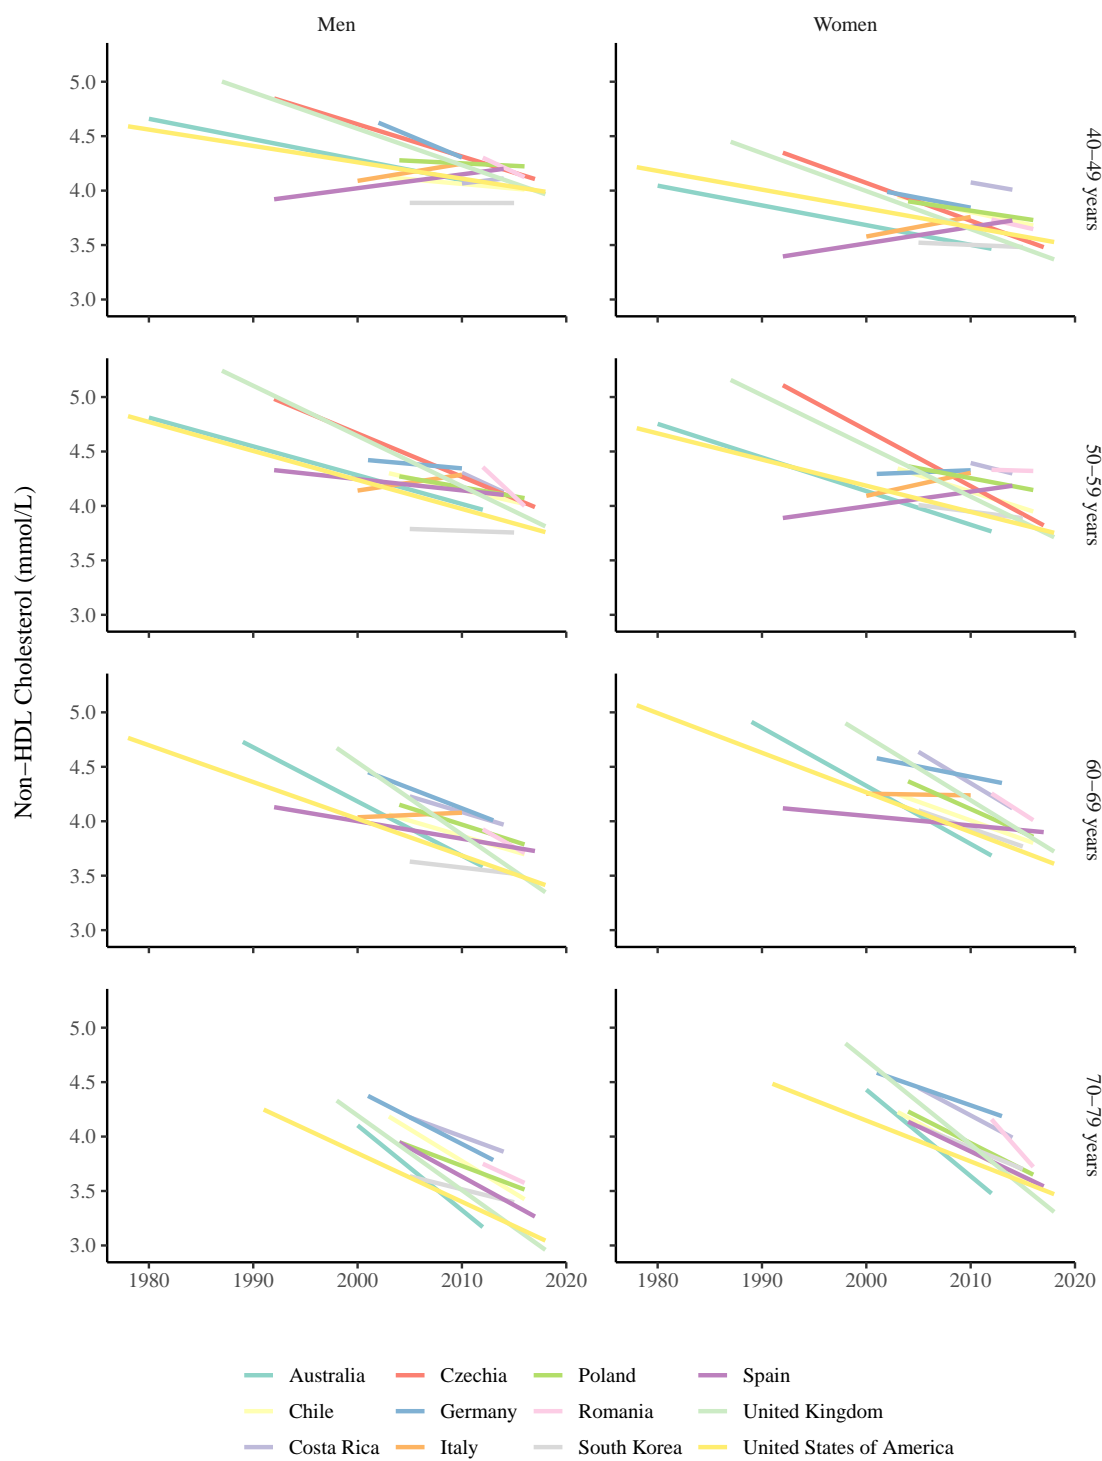 Men Women
5.0
4.5
4.0
3.5
3.0
40–49 years
5.0
4.5
4.0
3.5
3.0
50–59 years
Non−HDL Cholesterol (mmol/L)
5.0
4.5
4.0
3.5
3.0
60–69 years
5.0
4.5
4.0
3.5
3.0
70–79 years
1980 1990 2000 2010 2020 1980 1990 2000 2010 2020
Australia Czechia Poland Spain
Chile Germany Romania United Kingdom
Costa Rica Italy South Korea United States of America